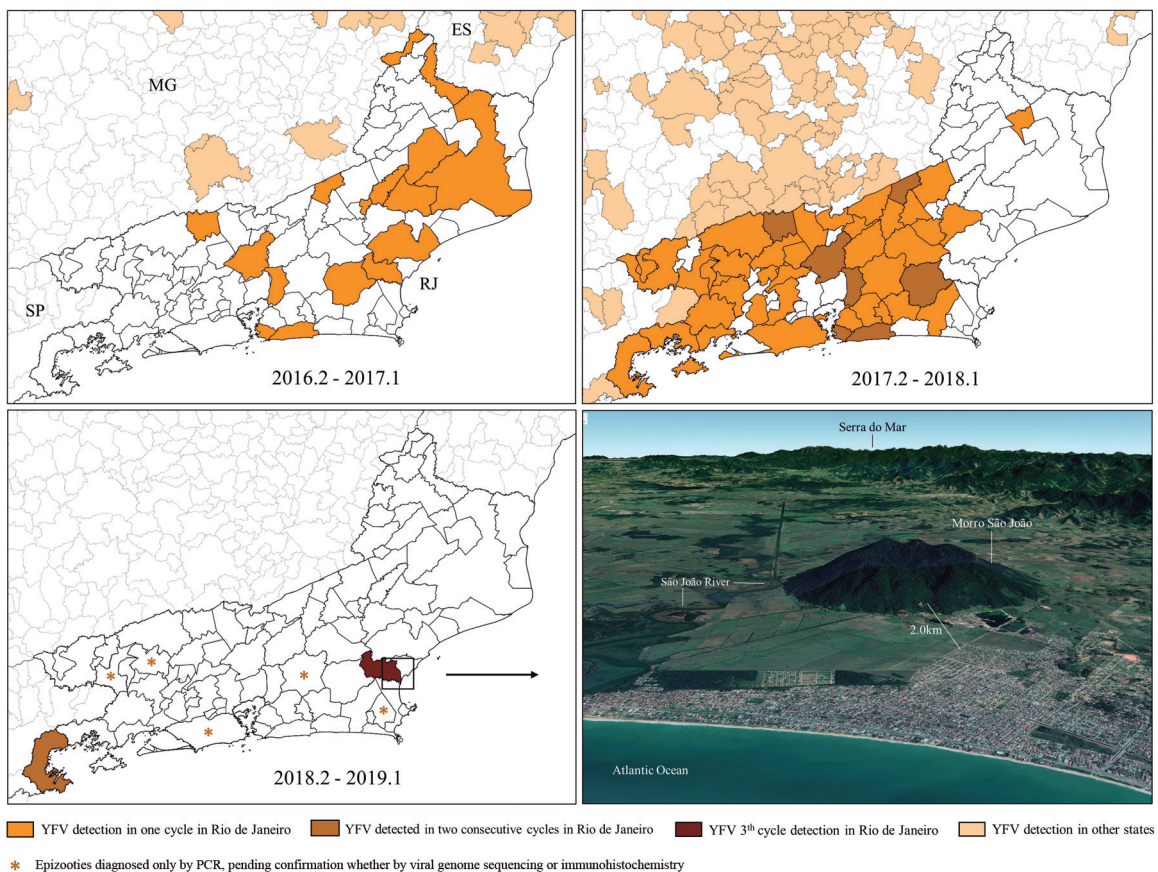 ES
MG
RJ
SP
2016.2 - 2017.1
2017.2 - 2018.1
2018.2 - 2019.1
Serra do Mar
Morro São João
São João River
2.0km
Atlantic Ocean
YFV detection in one cycle in Rio de Janeiro
YFV detected in two consecutive cycles in Rio de Janeiro
YFV 3th cycle detection in Rio de Janeiro
YFV detection in other states
* Epizooties diagnosed only by PCR, pending confirmation whether by viral genome sequencing or immunohistochemistry